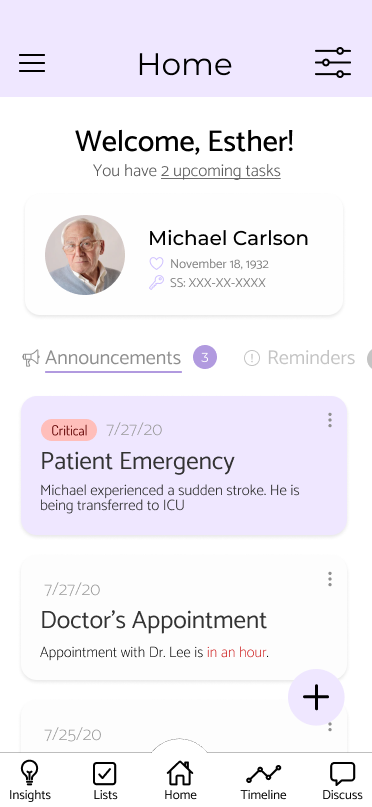 Home
Welcome, Esther!
You have 2 upcoming tasks
Michael Carlson
November 18, 1932
SS: XXX-XX-XXXX
Announcements 3 Reminders
Critical 7/27/20
Patient Emergency
Michael experienced a sudden stroke. He is
being transferred to ICU
7/27/20
Doctor's Appointment
Appointment with Dr. Lee is in an hour.
7/25/20
Insights Lists Home Timeline Discuss